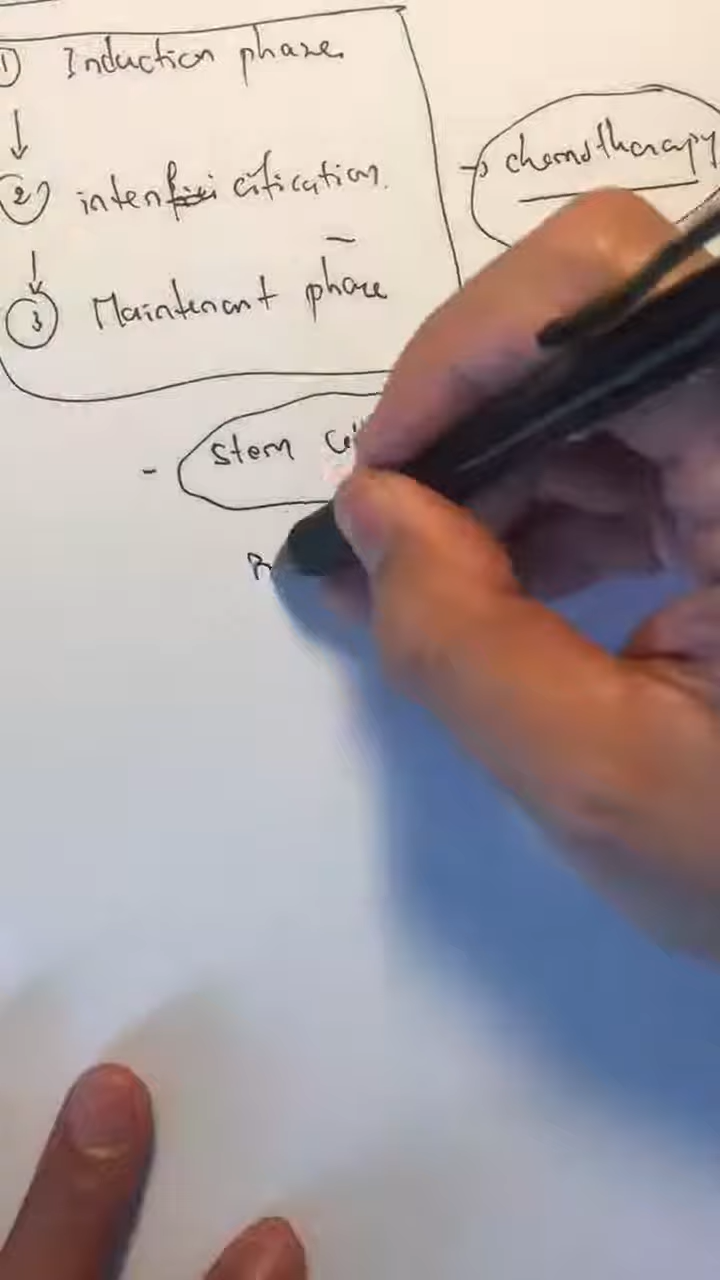 1 Induction phase
↓
2 intensification.
→ chemotherapy
↓
3 Maintenant phase
- Stem